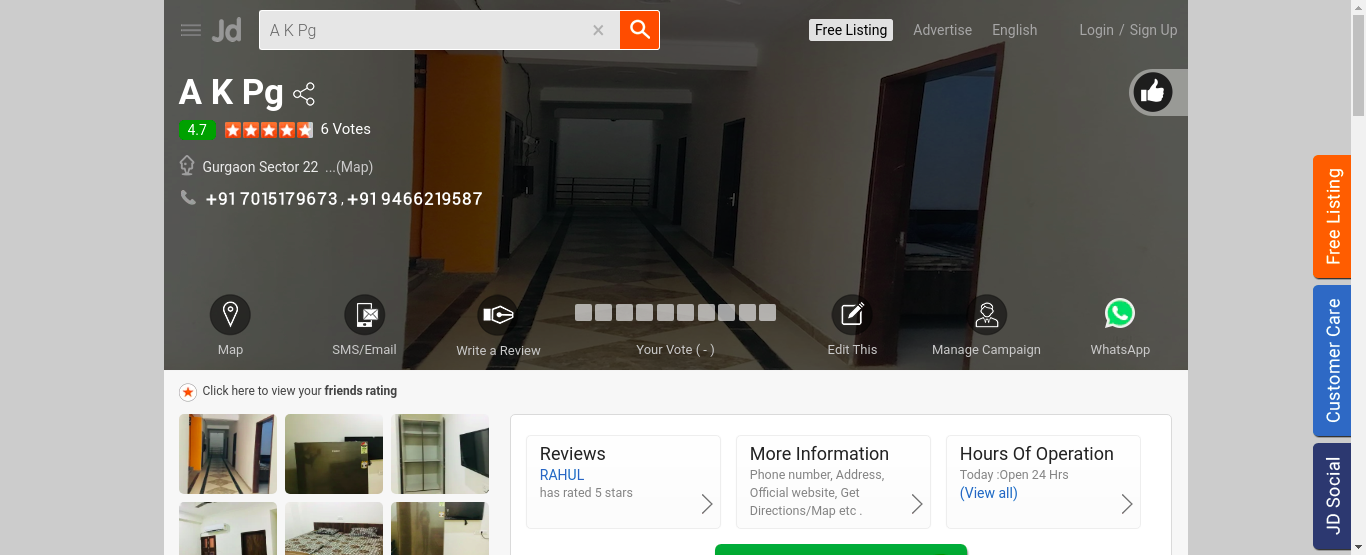 Jd A K Pg × Free Listing Advertise English Login / Sign Up
A K Pg
4.7 6 Votes
Gurgaon Sector 22 ...(Map)
+91 7015179673 , +91 9466219587
Map SMS/Email Write a Review Your Vote ( - ) Edit This Manage Campaign WhatsApp
Click here to view your friends rating
Reviews
RAHUL
has rated 5 stars
More Information
Phone number, Address,
Official website, Get
Directions/Map etc .
Hours Of Operation
Today :Open 24 Hrs
(View all)
Free Listing
Customer Care
JD Social